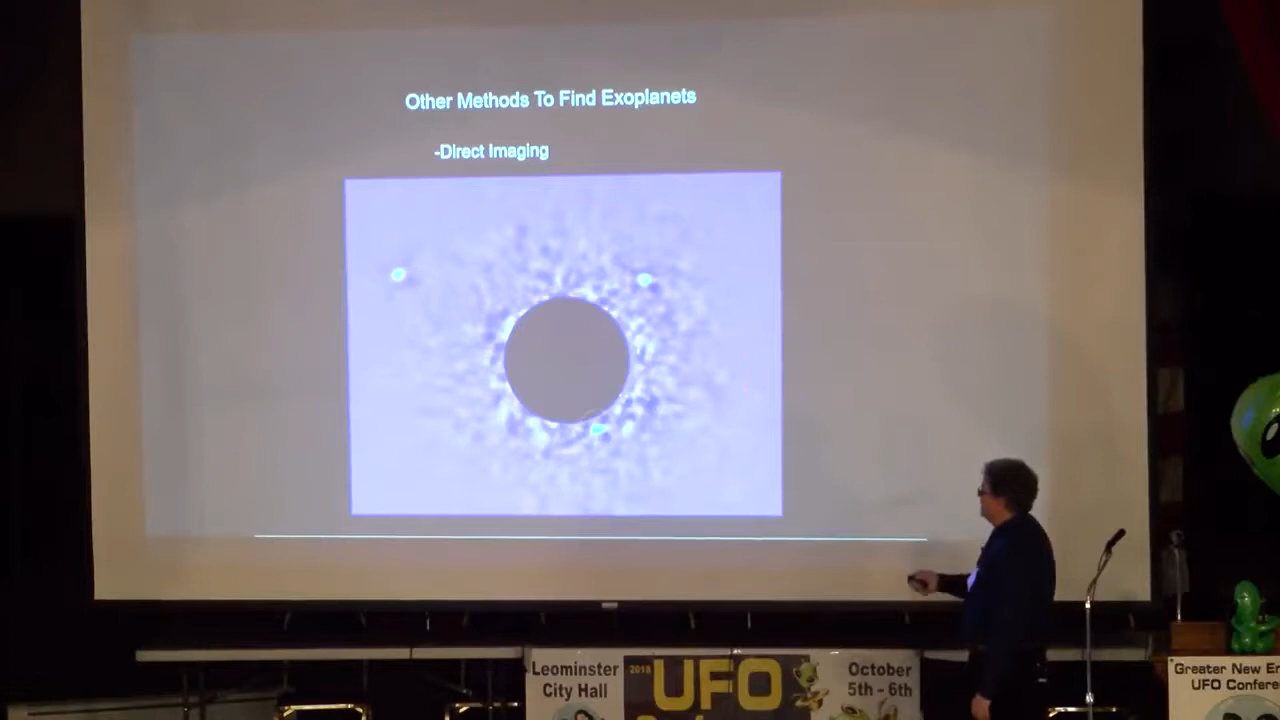 Other Methods To Find Exoplanets
-Direct Imaging
Leominster
City Hall
2018
UFO
October
5th - 6th
Greater New En
UFO Confere